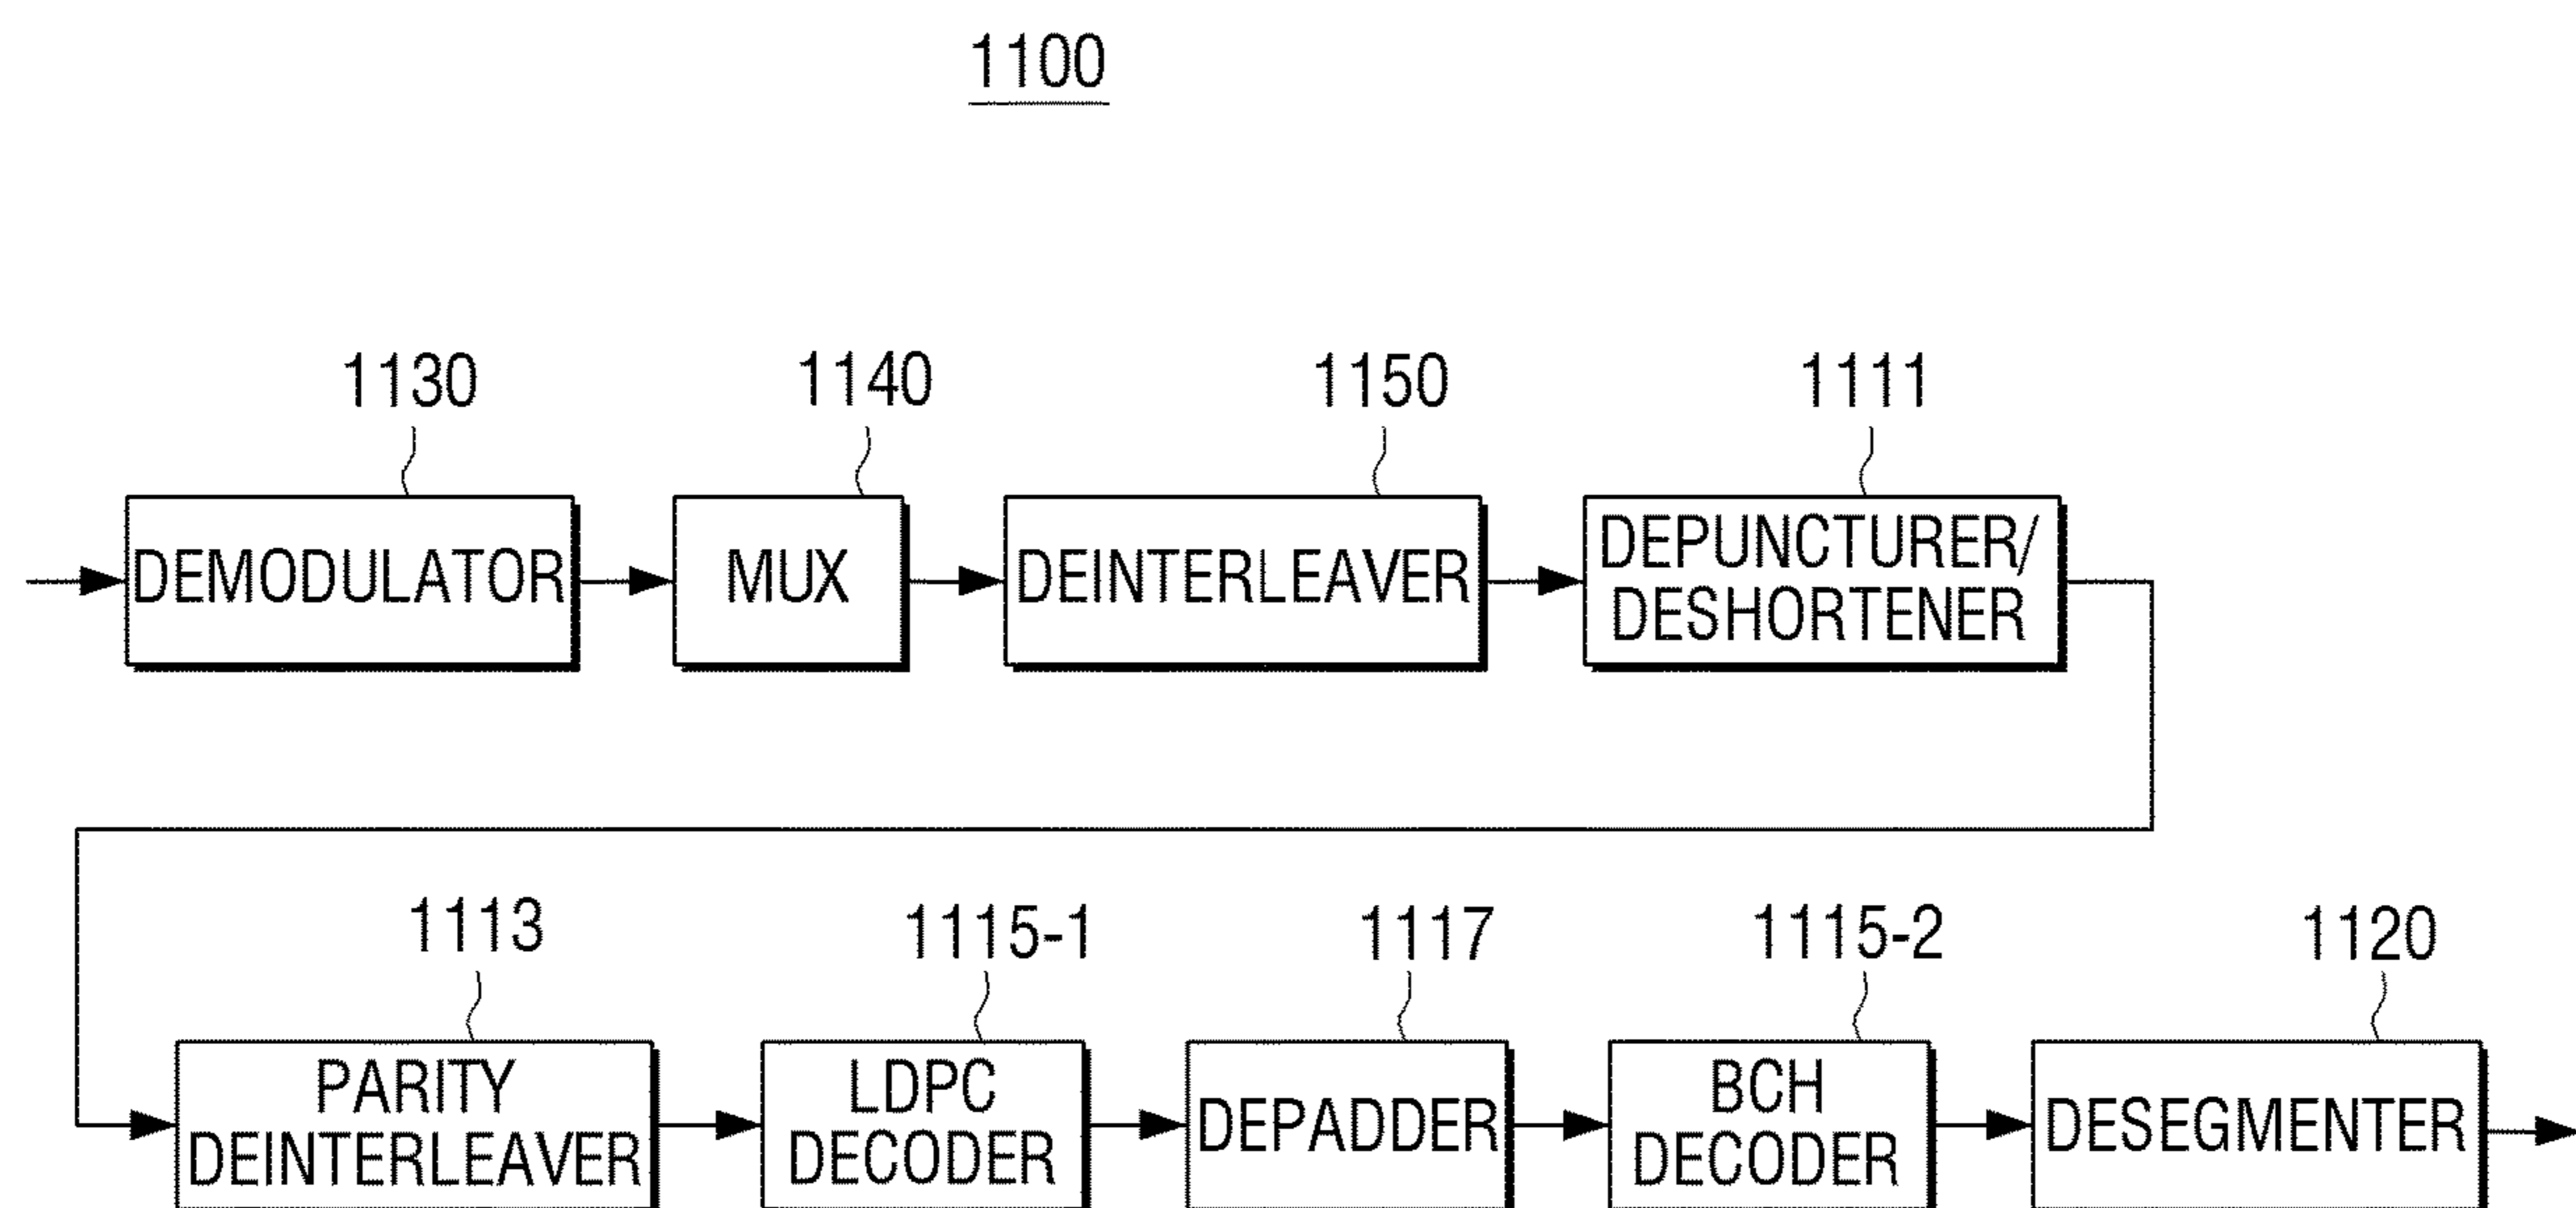 1100
1130
1140
1150
1111
DEMODULATOR
MUX
DEINTERLEAVER
DEPUNCTURER/
DESHORTENER
1113
1115-1
1117
1115-2
1120
PARITY
DEINTERLEAVER
LDPC
DECODER
DEPADDER
BCH
DECODER
DESEGMENTER